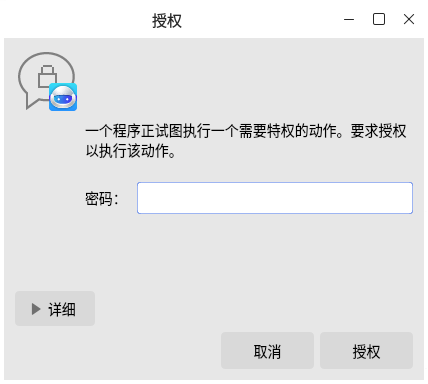 授权
一个程序正试图执行一个需要特权的动作。要求授权
以执行该动作。
密码：
详细
取消
授权